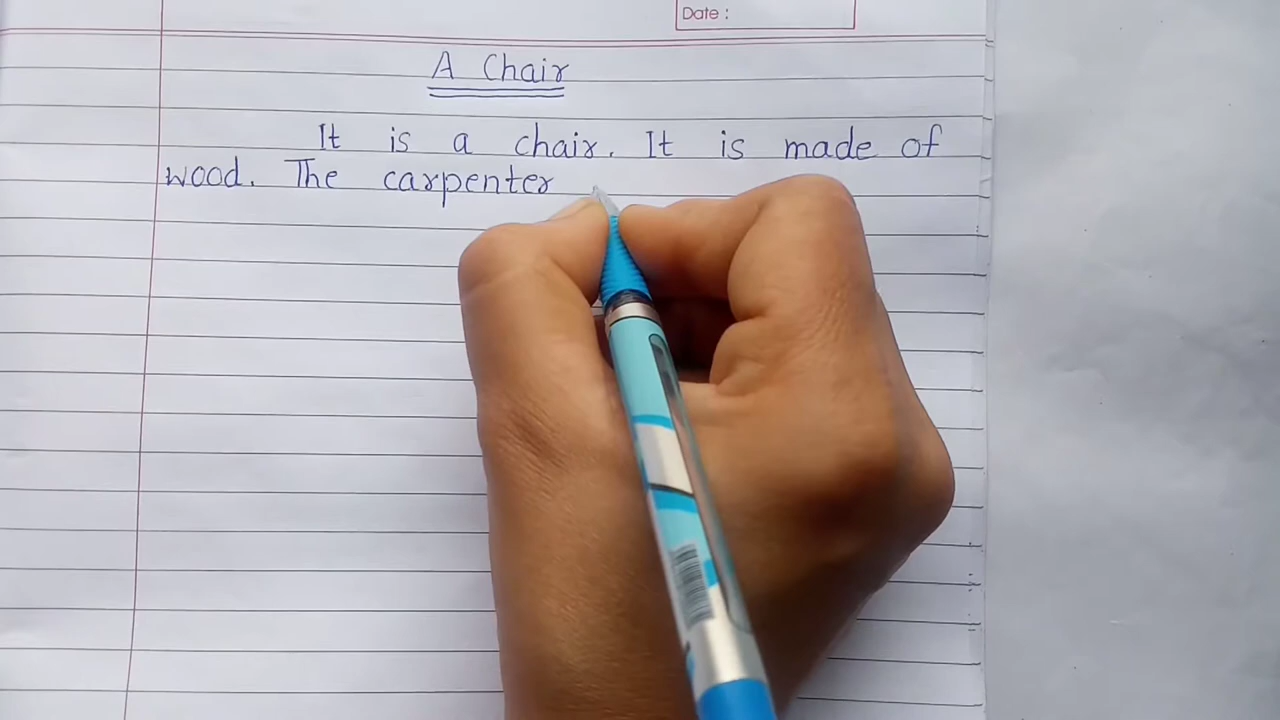 Date :
A Chair
It is a chair. It is made of
wood. The carpenter